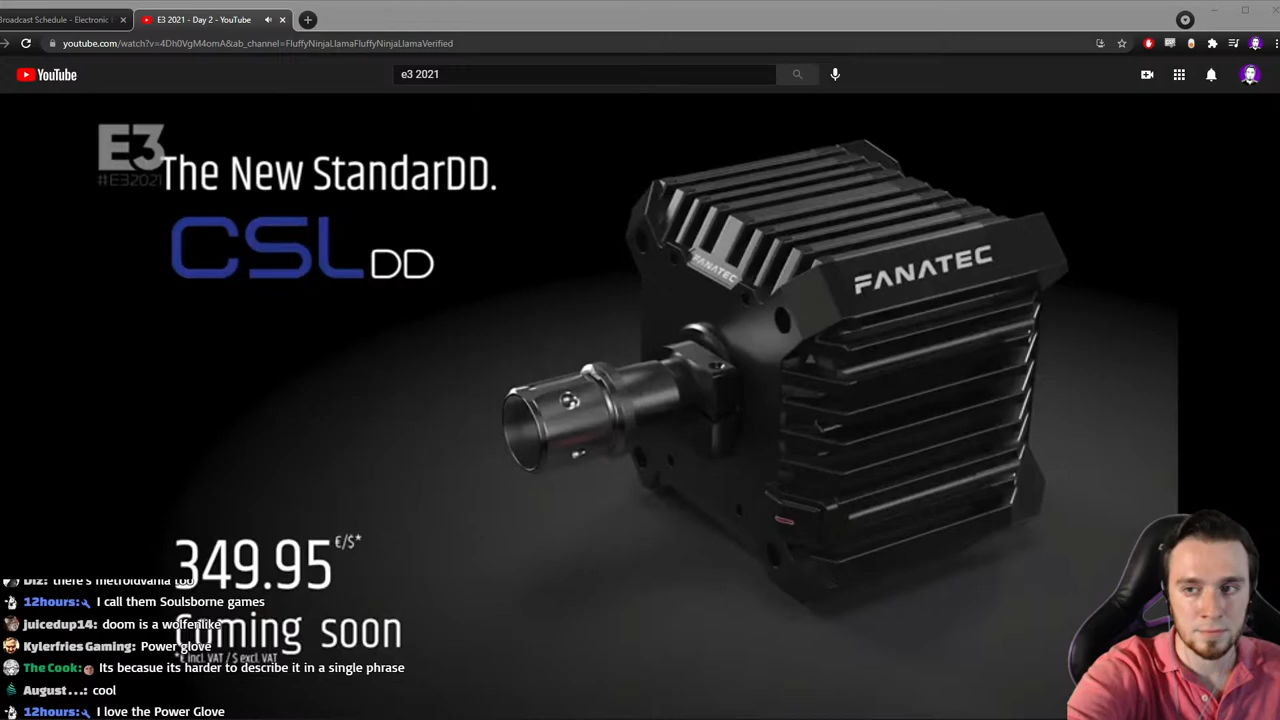 Broadcast Schedule - Electronic
E3 2021 - Day 2 - YouTube
youtube.com/watch?v=4Dh0VgM4omA&ab_channel=FluffyNinjaLlamaFluffyNinjaLlamaVerified
YouTube
e3 2021
E3
#E32021
The New StandarDD.
CSL DD
FANATEC
FANATEC
349.95 €/$*
Coming soon
*€ incl. VAT / $ excl. VAT
DIZ: there's metroidvania too
12hours: I call them Soulsborne games
juicedup14: doom is a wolfenlike
Kylerfries Gaming: Power glove
The Cook: Its becasue its harder to describe it in a single phrase
August...: cool
12hours: I love the Power Glove